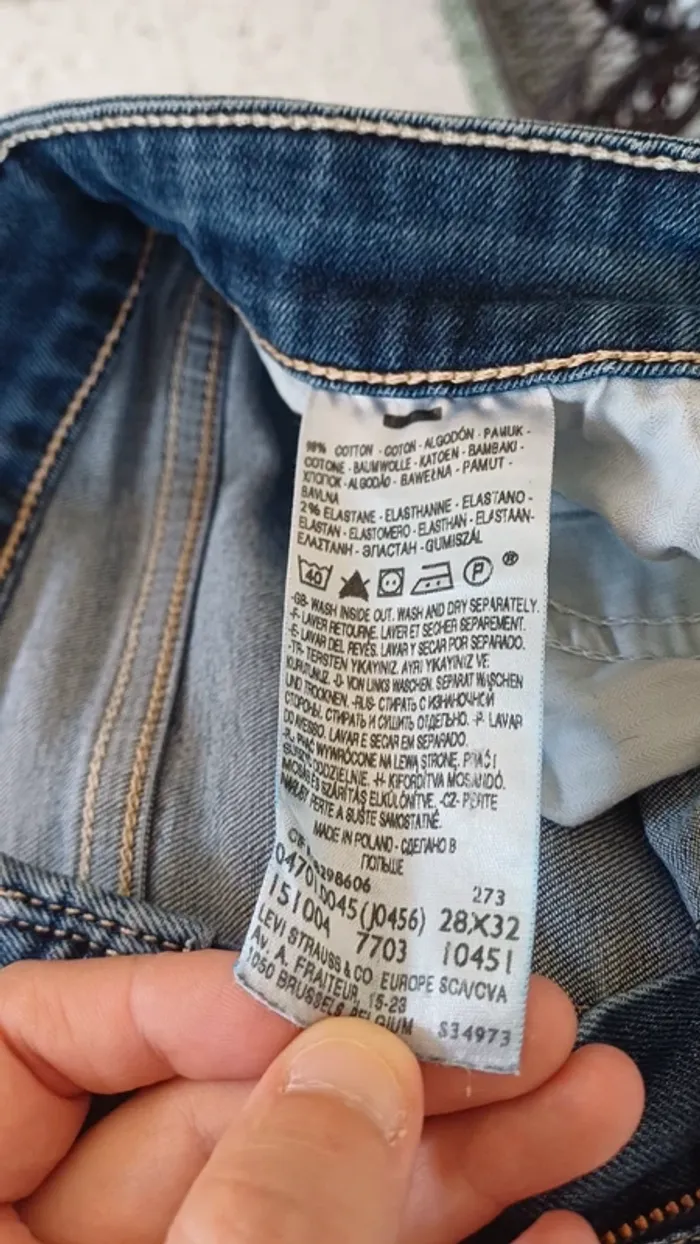 98% COTTON - COTON - ALGODÓN - PAMUK -
COTONE - BAUMWOLLE - KATOEN - BAMBAKI -
ХЛОПОК - ALGODÃO - BAWEŁNA - PAMUT -
BAVLNA
2% ELASTANE - ELASTHANNE - ELASTANO -
ELASTAN - ELASTOMERO - ELASTHAN - ELASTAAN-
ΕΛΑΣΤΑΝΗ - ЭЛАСТАН - GUMISZÁL
40 P ®
-GB- WASH INSIDE OUT. WASH AND DRY SEPARATELY.
-F- LAVER RETOURNE. LAVER ET SECHER SEPAREMENT.
-E- LAVAR DEL REVÉS. LAVAR Y SECAR POR SEPARADO.
-TR- TERSTEN YIKAYINIZ. AYRI YIKAYINIZ VE
KURUTUNUZ. -D- VON LINKS WASCHEN. SEPARAT WASCHEN
UND TROCKNEN. -RUS- СТИРАТЬ С ИЗНАНОЧНОЙ
СТОРОНЫ. СТИРАТЬ И СУШИТЬ ОТДЕЛЬНО. -P- LAVAR
DO AVESSO. LAVAR E SECAR EM SEPARADO.
PRAĆ WYWRÓCONE NA LEWĄ STRONĘ. PRAĆ I
SUSZYĆ ODDZIELNIE. -H- KIFORDÍTVA MOSANDÓ.
MOSÁS ÉS SZÁRÍTÁS ELKÜLÖNÍTVE. -CZ- PERTE
NARUBY PERTE A SUŠTE SAMOSTATNĚ.
MADE IN POLAND - СДЕЛАНО В
ПОЛЬШЕ
298606 273
0045(J0456) 28X32
151004 7703 10451
LEVI STRAUSS & CO EUROPE SCA/CVA
AV. A. FRAITEUR, 15-23
1050 BRUSSELS BELGIUM S34973